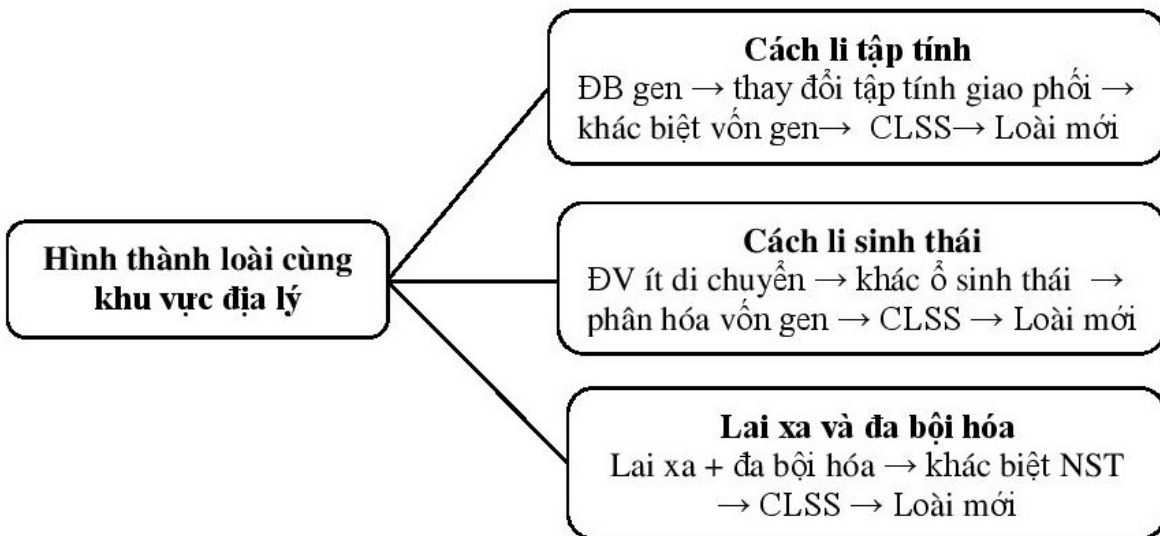 Hình thành loài cùng
khu vực địa lý
Cách li tập tính
ĐB gen → thay đổi tập tính giao phối →
khác biệt vốn gen→ CLSS→ Loài mới
Cách li sinh thái
ĐV ít di chuyển → khác ổ sinh thái →
phân hóa vốn gen → CLSS → Loài mới
Lai xa và đa bội hóa
Lai xa + đa bội hóa → khác biệt NST
→ CLSS → Loài mới